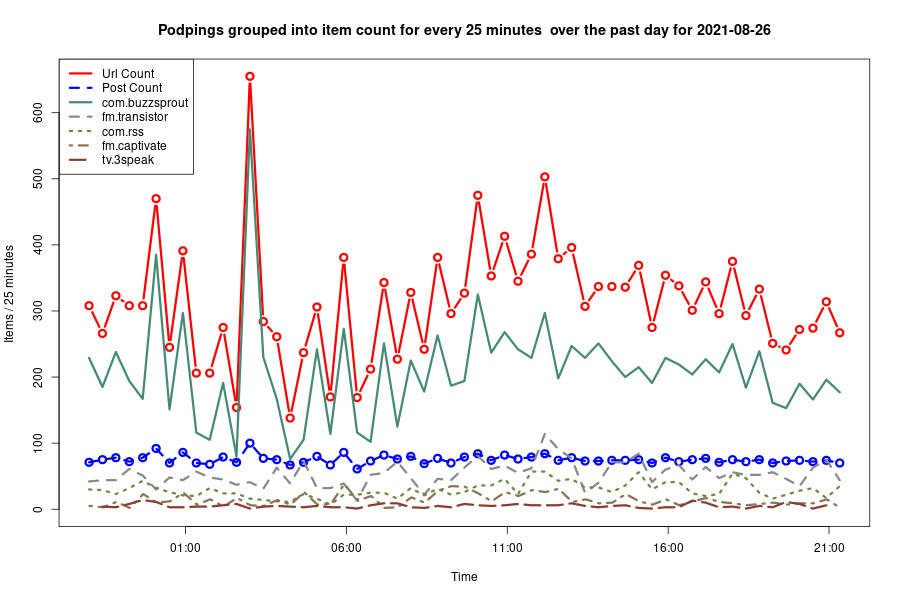 Podpings grouped into item count for every 25 minutes  over the past day for 2021-08-26
Url Count
Post Count
com.buzzsprout
fm.transistor
com.rss
fm.captivate
tv.3speak
Items / 25 minutes
600
500
400
300
200
100
0
01:00
06:00
11:00
16:00
21:00
Time